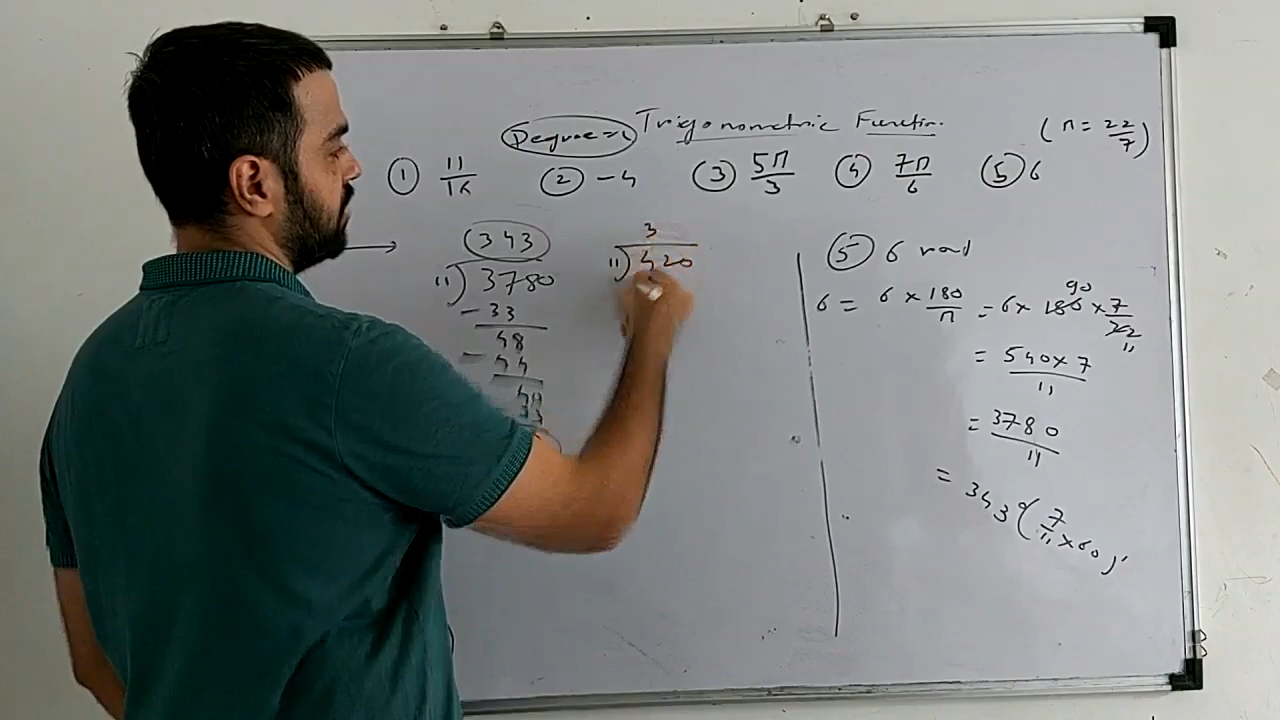 Degree⇒ Trigonometric Function. (π = 22/7)
① 11/16 ② -4 ③ 5π/3 ④ 7π/6 ⑤ 6
→ 343
11) 3780
- 33
48
- 44
40
33
3
11) 420
⑤ 6 rad
6 = 6 × 180/π = 6 × 180 90 × 7/22 11
= 540 × 7/11
= 3780/11
= 343° (7/11 × 60)'